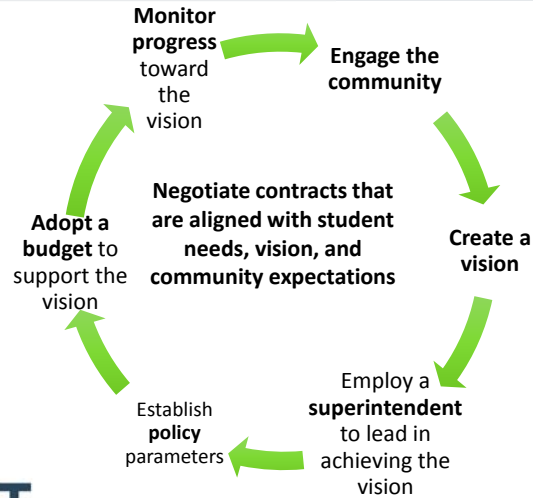 Monitor
progress
toward
the
vision
Engage the
community
Create a
vision
Employ a
superintendent
to lead in
achieving the
vision
Establish
policy
parameters
Adopt a
budget to
support the
vision
Negotiate contracts that
are aligned with student
needs, vision, and
community expectations